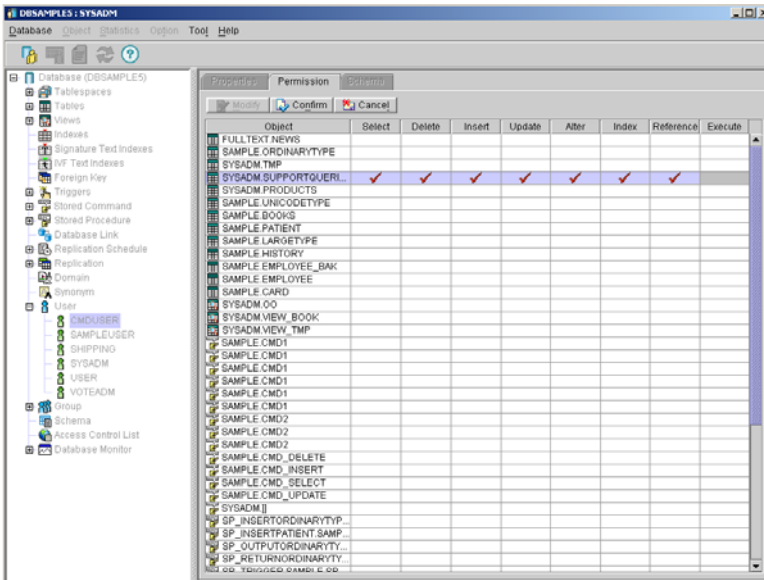 DBSAMPLE5 : SYSADM
Database Object Statistics Option Tool Help
Database (DBSAMPLE5)
Tablespaces
Tables
Views
Indexes
Signature Text Indexes
IVF Text Indexes
Foreign Key
Triggers
Stored Command
Stored Procedure
Database Link
Replication Schedule
Replication
Domain
Synonym
User
CMDUSER
SAMPLEUSER
SHIPPING
SYSADM
USER
VOTEADM
Group
Schema
Access Control List
Database Monitor
Properties Permission Schema
Modify Confirm Cancel
Object Select Delete Insert Update Alter Index Reference Execute
FULLTEXT.NEWS
SAMPLE.ORDINARYTYPE
SYSADM.TMP
SYSADM.SUPPORTQUERI...
SYSADM.PRODUCTS
SAMPLE.UNICODETYPE
SAMPLE.BOOKS
SAMPLE.PATIENT
SAMPLE.LARGETYPE
SAMPLE.HISTORY
SAMPLE.EMPLOYEE_BAK
SAMPLE.EMPLOYEE
SAMPLE.CARD
SYSADM.OO
SYSADM.VIEW_BOOK
SYSADM.VIEW_TMP
SAMPLE.CMD1
SAMPLE.CMD1
SAMPLE.CMD1
SAMPLE.CMD1
SAMPLE.CMD1
SAMPLE.CMD1
SAMPLE.CMD2
SAMPLE.CMD2
SAMPLE.CMD2
SAMPLE.CMD_DELETE
SAMPLE.CMD_INSERT
SAMPLE.CMD_SELECT
SAMPLE.CMD_UPDATE
SYSADM.]]
SP_INSERTORDINARYTYP...
SP_INSERTPATIENT.SAMP...
SP_OUTPUTORDINARYTY...
SP_RETURNORDINARYTY...
SP_TRIGGER.SAMPLE.SP...